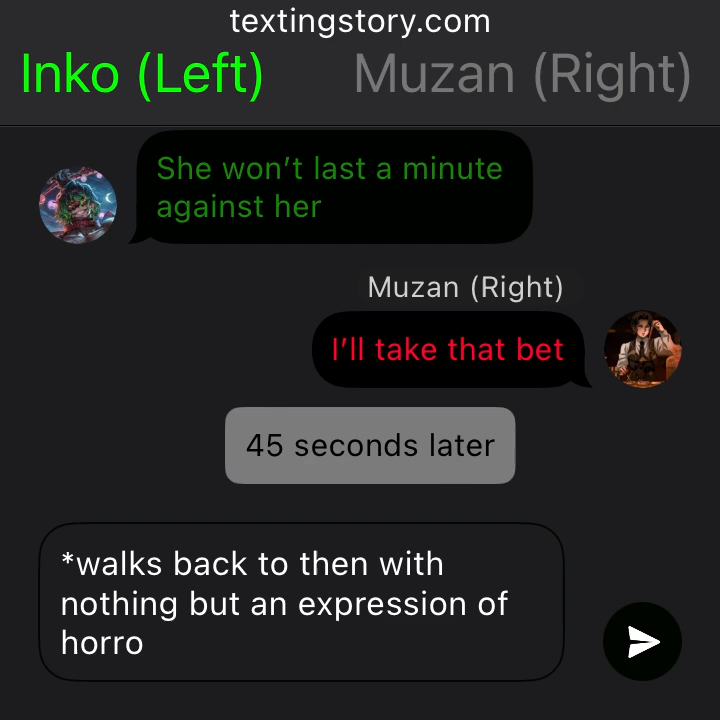 textingstory.com
Inko (Left) Muzan (Right)
She won’t last a minute
against her
Muzan (Right)
I’ll take that bet
45 seconds later
*walks back to then with
nothing but an expression of
horro